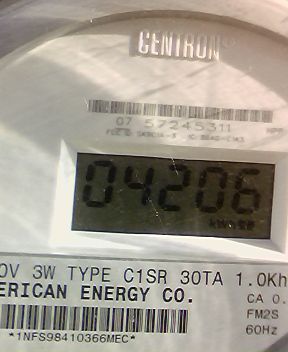 CENTRON®
07 57245311
04206
0V 3W TYPE C1SR 30TA 1.0Kh
ERICAN ENERGY CO.
CA 0.
FM2S
60Hz
*1NFS98410366MEC*